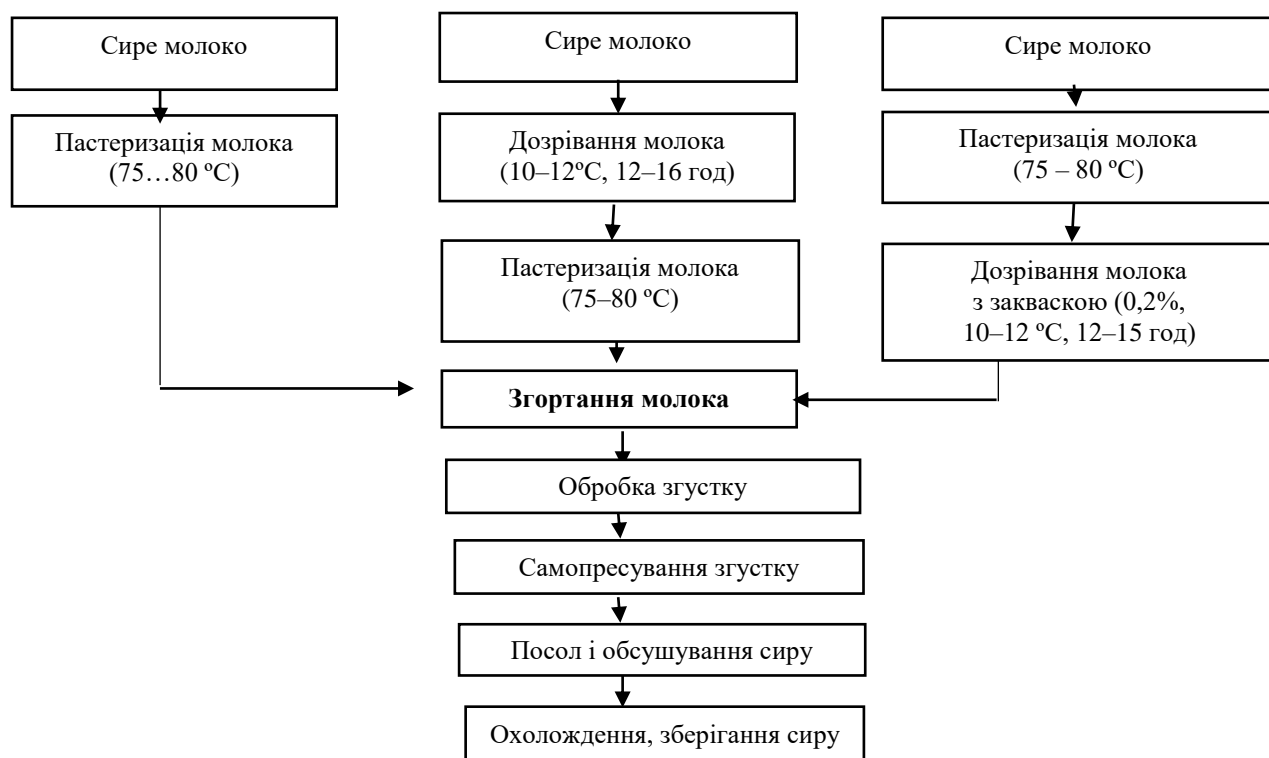 Сире молоко
Пастеризація молока
(75…80 ºС)
Сире молоко
Дозрівання молока
(10–12ºС, 12–16 год)
Пастеризація молока
(75–80 ºС)
Сире молоко
Пастеризація молока
(75 – 80 ºС)
Дозрівання молока
з закваскою (0,2%,
10–12 ºС, 12–15 год)
Згортання молока
Обробка згустку
Самопресування згустку
Посол і обсушування сиру
Охолождення, зберігання сиру